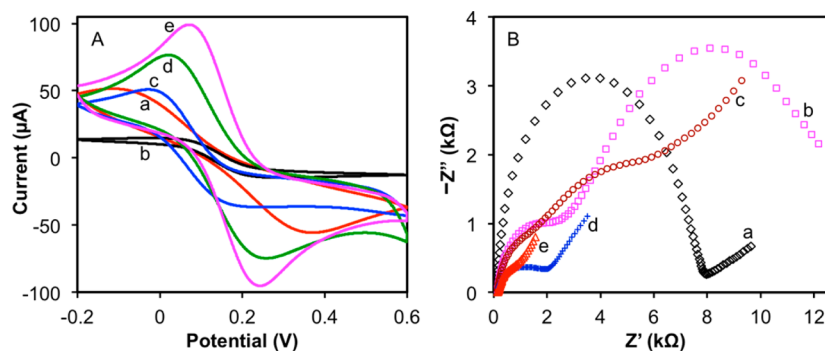 A
100
50
0
-50
-100
Current (µA)
e
d
c
a
b
-0.2
0
0.2
0.4
0.6
Potential (V)
B
4
3
2
1
0
−Z″ (kΩ)
c
b
a
d
e
0
2
4
6
8
10
12
Z’ (kΩ)